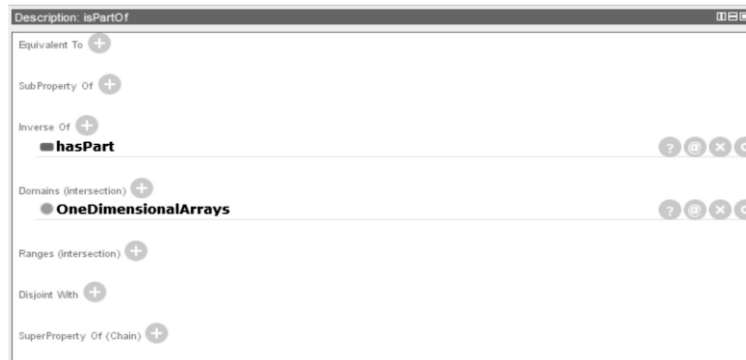 Description: isPartOf
Equivalent To
SubProperty Of
Inverse Of
hasPart
Domains (intersection)
OneDimensionalArrays
Ranges (intersection)
Disjoint With
SuperProperty Of (Chain)